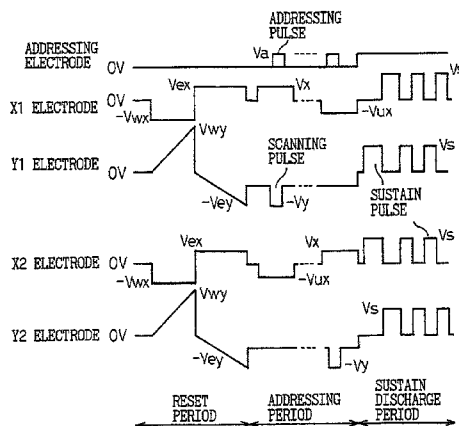 ADDRESSING
PULSE
ADDRESSING
ELECTRODE
0V
Va
Vs
X1 ELECTRODE
0V
-Vwx
Vex
Vx
-Vux
Vwy
Y1 ELECTRODE
0V
SCANNING
PULSE
-Vey
-Vy
Vs
SUSTAIN
PULSE
X2 ELECTRODE
0V
-Vwx
Vex
Vx
-Vux
Vs
Vwy
Y2 ELECTRODE
0V
-Vey
-Vy
Vs
RESET
PERIOD
ADDRESSING
PERIOD
SUSTAIN
DISCHARGE
PERIOD